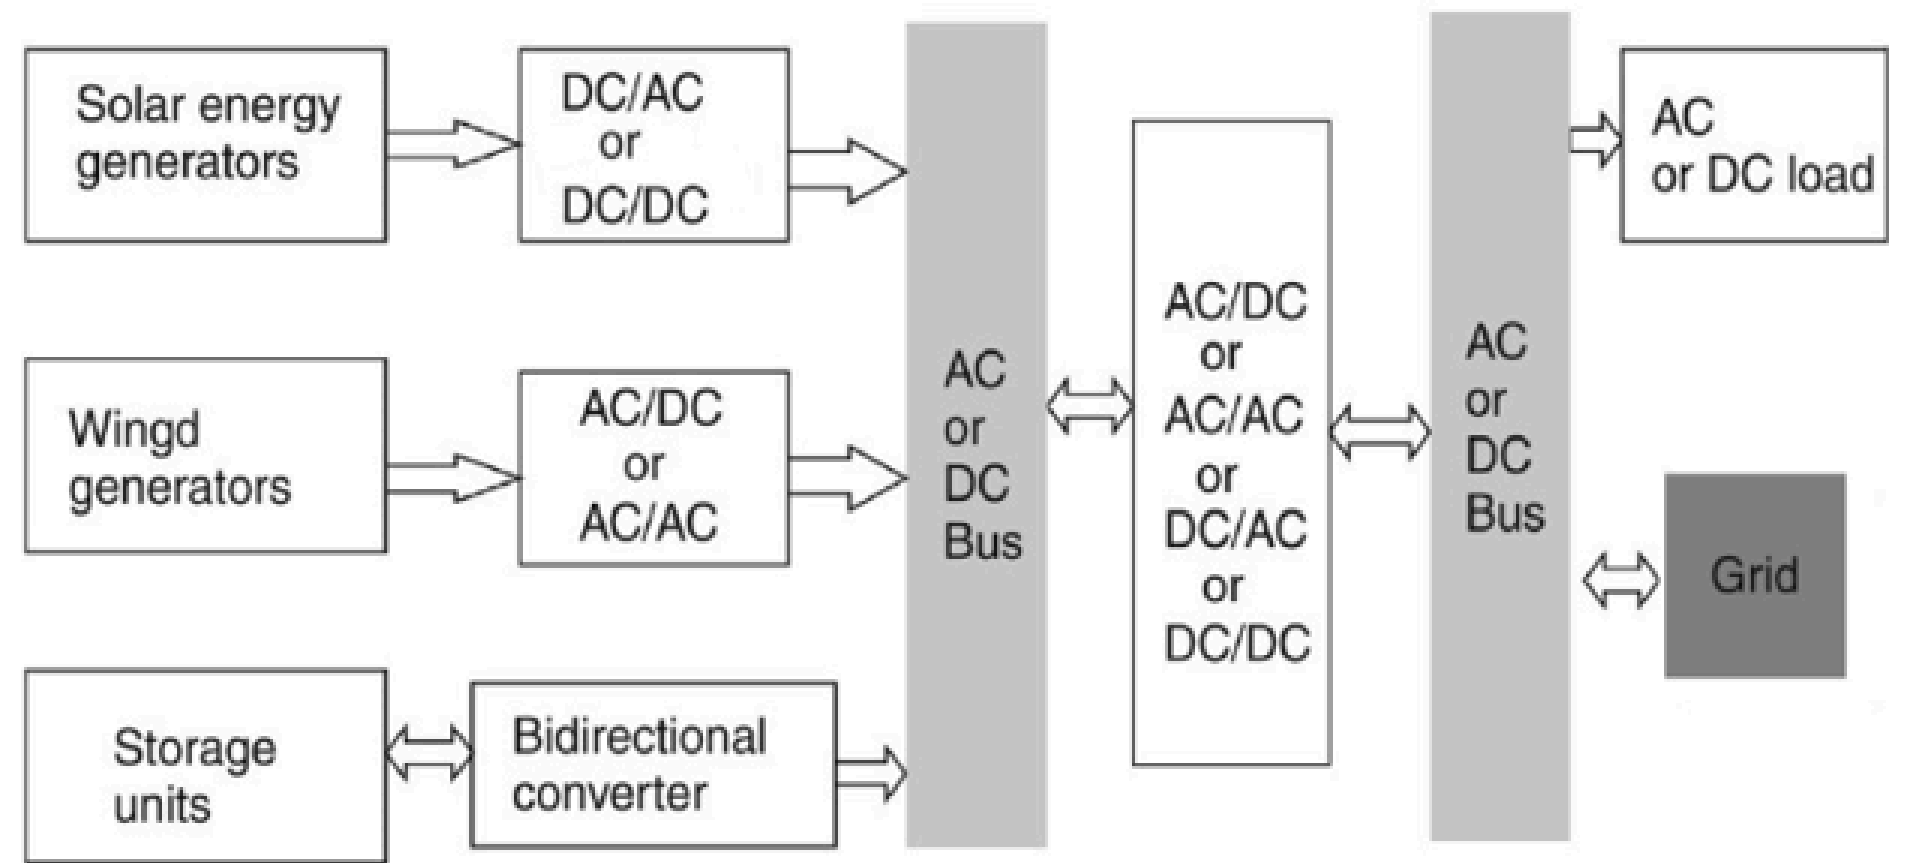 Solar energy
generators
DC/AC
or
DC/DC
Wingd
generators
AC/DC
or
AC/AC
Storage
units
Bidirectional
converter
AC
or
DC
Bus
AC/DC
or
AC/AC
or
DC/AC
or
DC/DC
AC
or
DC
Bus
AC
or DC load
Grid